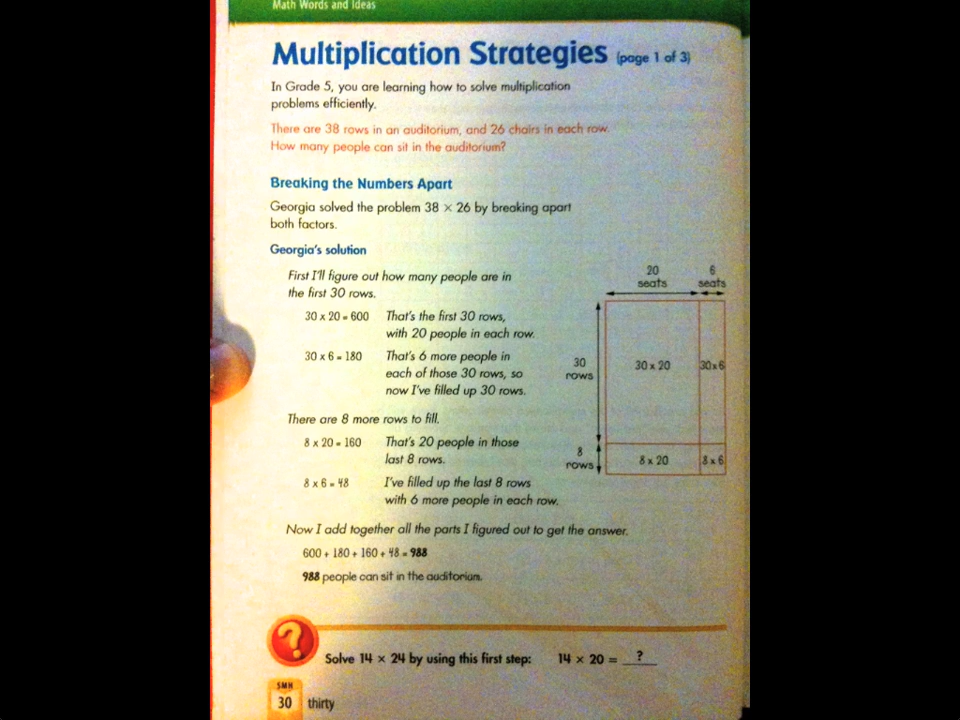 Math Words and Ideas
Multiplication Strategies (page 1 of 3)
In Grade 5, you are learning how to solve multiplication
problems efficiently.
There are 38 rows in an auditorium, and 26 chairs in each row.
How many people can sit in the auditorium?
Breaking the Numbers Apart
Georgia solved the problem 38 × 26 by breaking apart
both factors.
Georgia's solution
First I'll figure out how many people are in
the first 30 rows.
30 x 20 = 600 That's the first 30 rows,
with 20 people in each row.
30 x 6 = 180 That's 6 more people in
each of those 30 rows, so
now I've filled up 30 rows.
There are 8 more rows to fill.
8 x 20 = 160 That's 20 people in those
last 8 rows.
8 x 6 = 48 I've filled up the last 8 rows
with 6 more people in each row.
20 6
seats seats
30
rows
30 x 20 30 x 6
8
rows
8 x 20 8 x 6
Now I add together all the parts I figured out to get the answer.
600 + 180 + 160 + 48 = 988
988 people can sit in the auditorium.
?
Solve 14 × 24 by using this first step: 14 × 20 = __?__
SMH
30 thirty